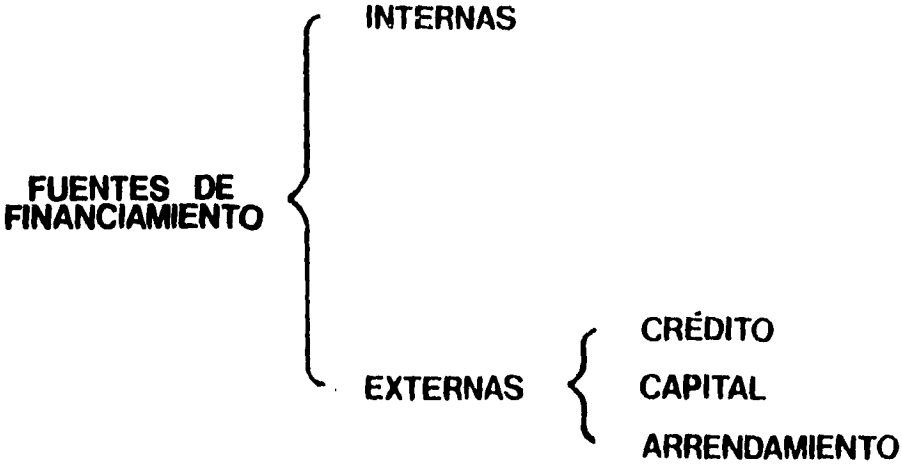 INTERNAS
FUENTES DE
FINANCIAMIENTO
CRÉDITO
EXTERNAS
CAPITAL
ARRENDAMIENTO